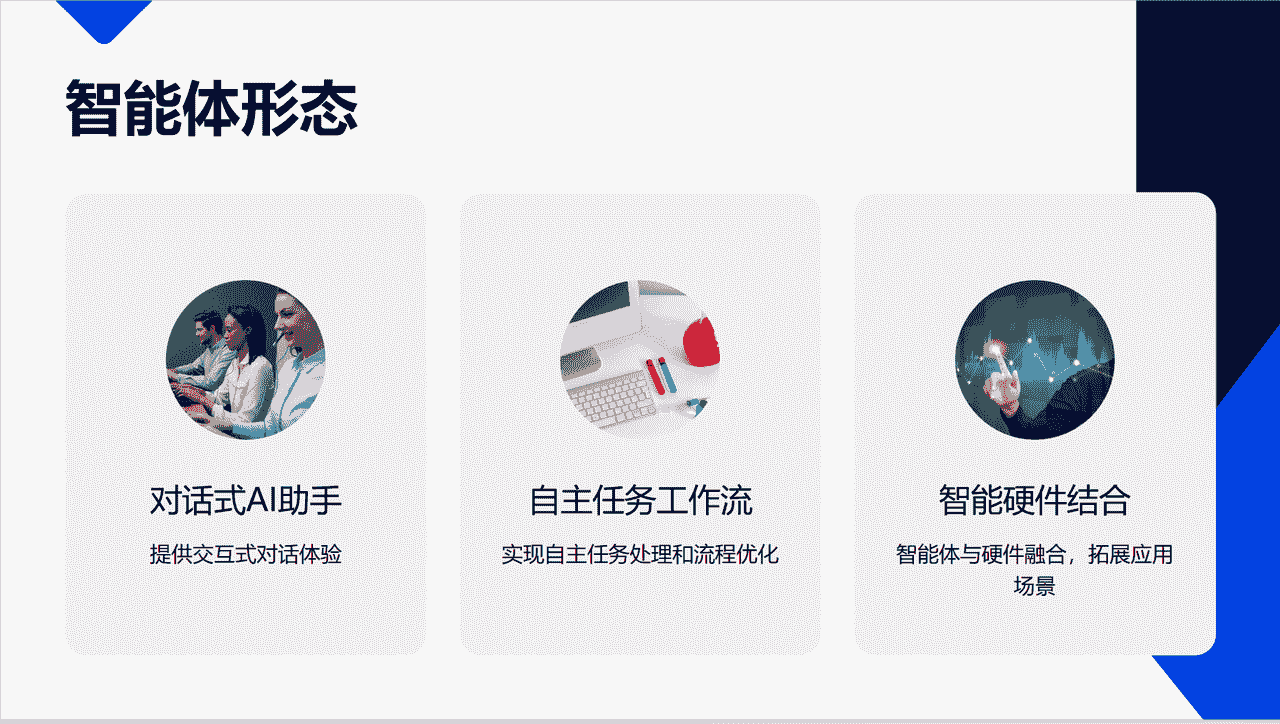 智能体形态
对话式AI助手
提供交互式对话体验
自主任务工作流
实现自主任务处理和流程优化
智能硬件结合
智能体与硬件融合，拓展应用
场景